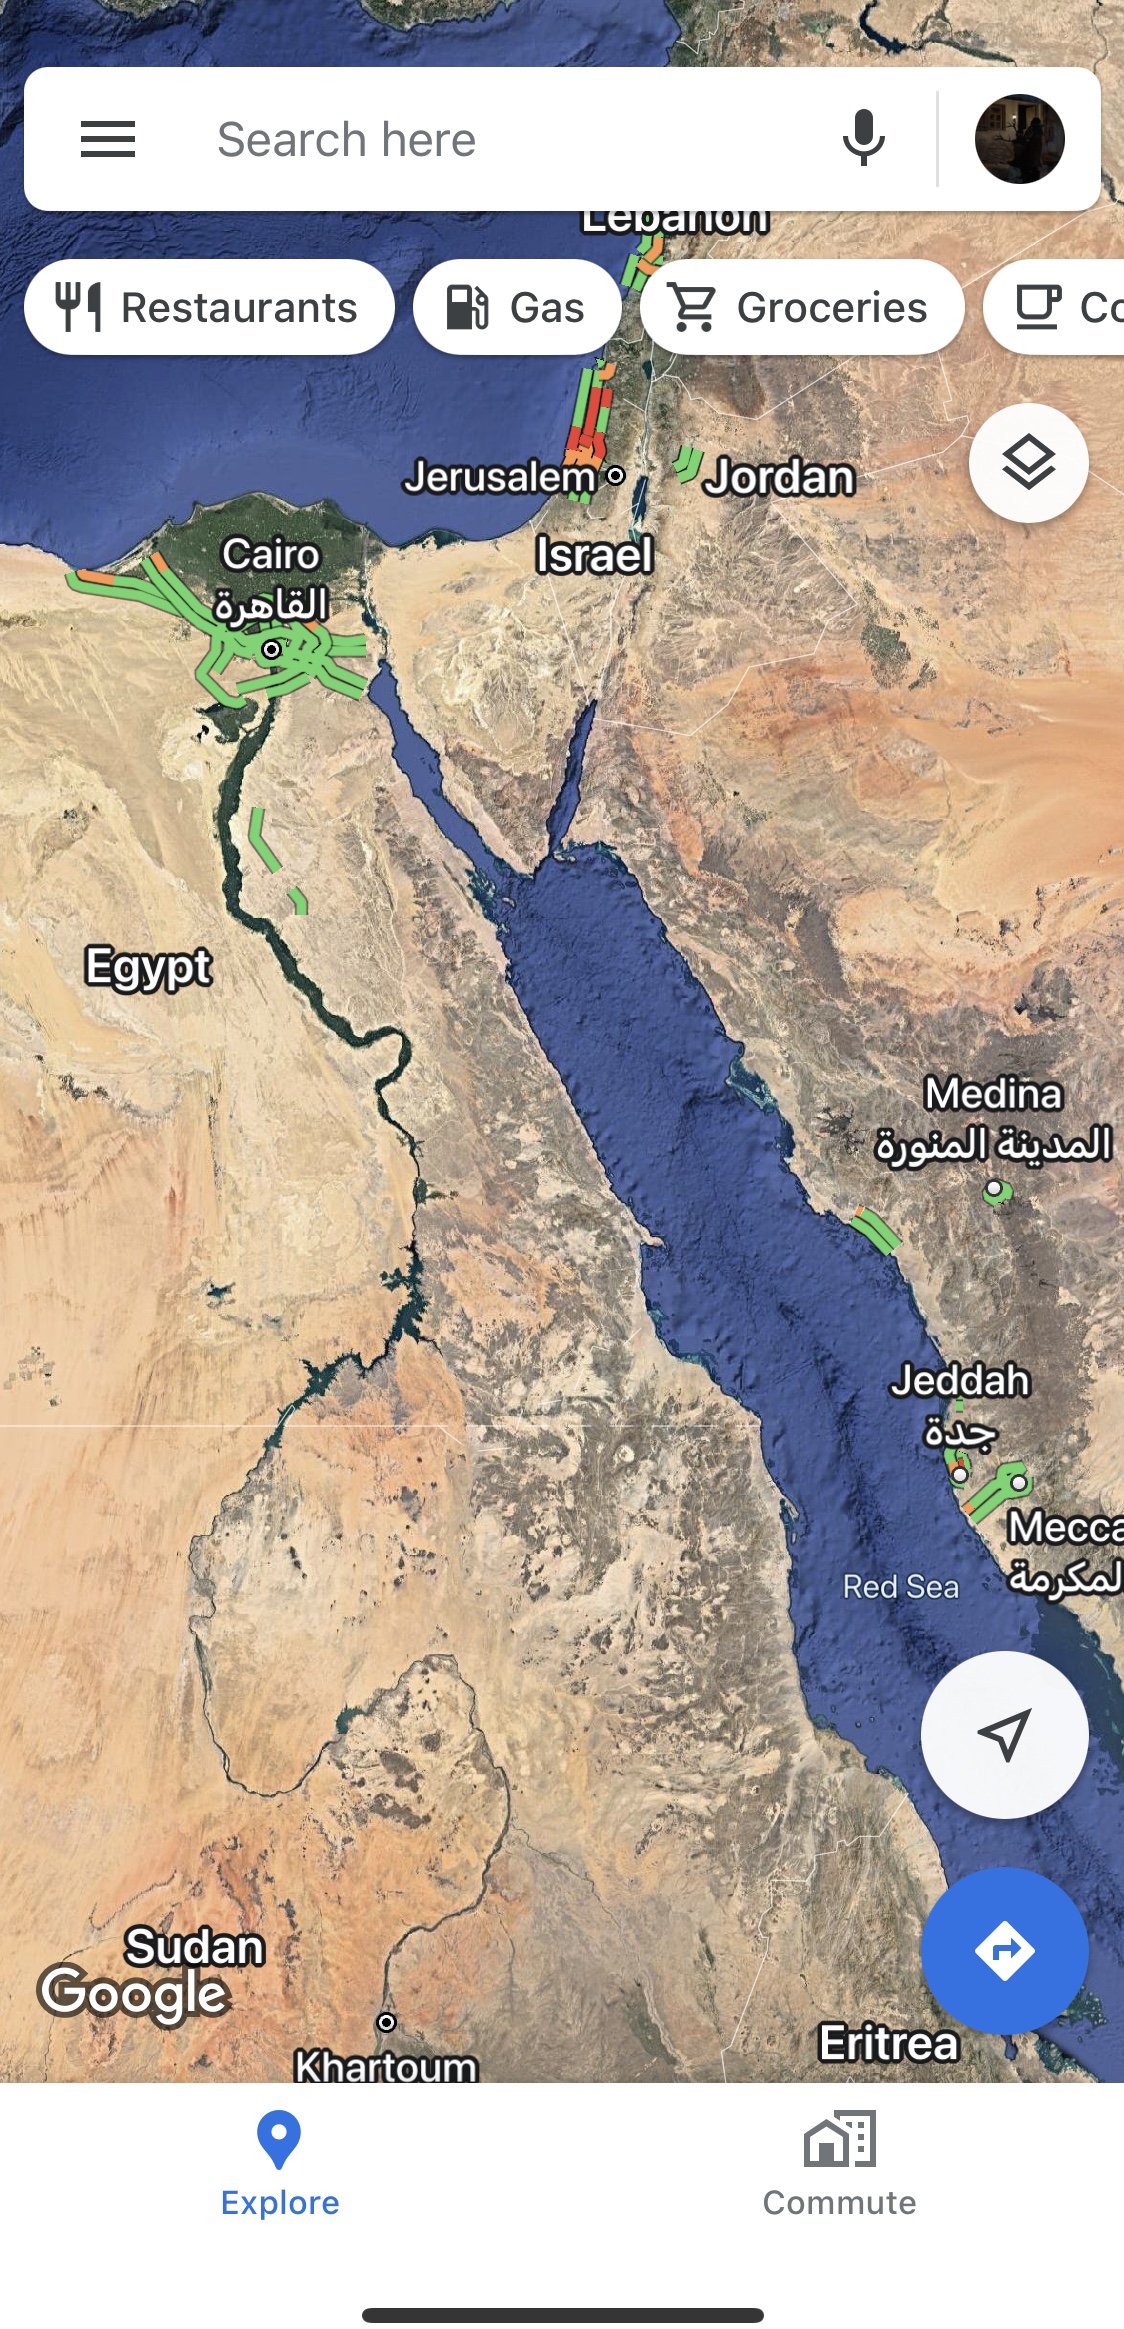 Search here
Lebanon
Restaurants
Gas
Groceries
Co
Jerusalem
Jordan
Israel
Cairo
القاهرة
Egypt
Medina
المدينة المنورة
Jeddah
جدة
Mecca
لمكرمة
Red Sea
Sudan
Google
Khartoum
Eritrea
Explore
Commute